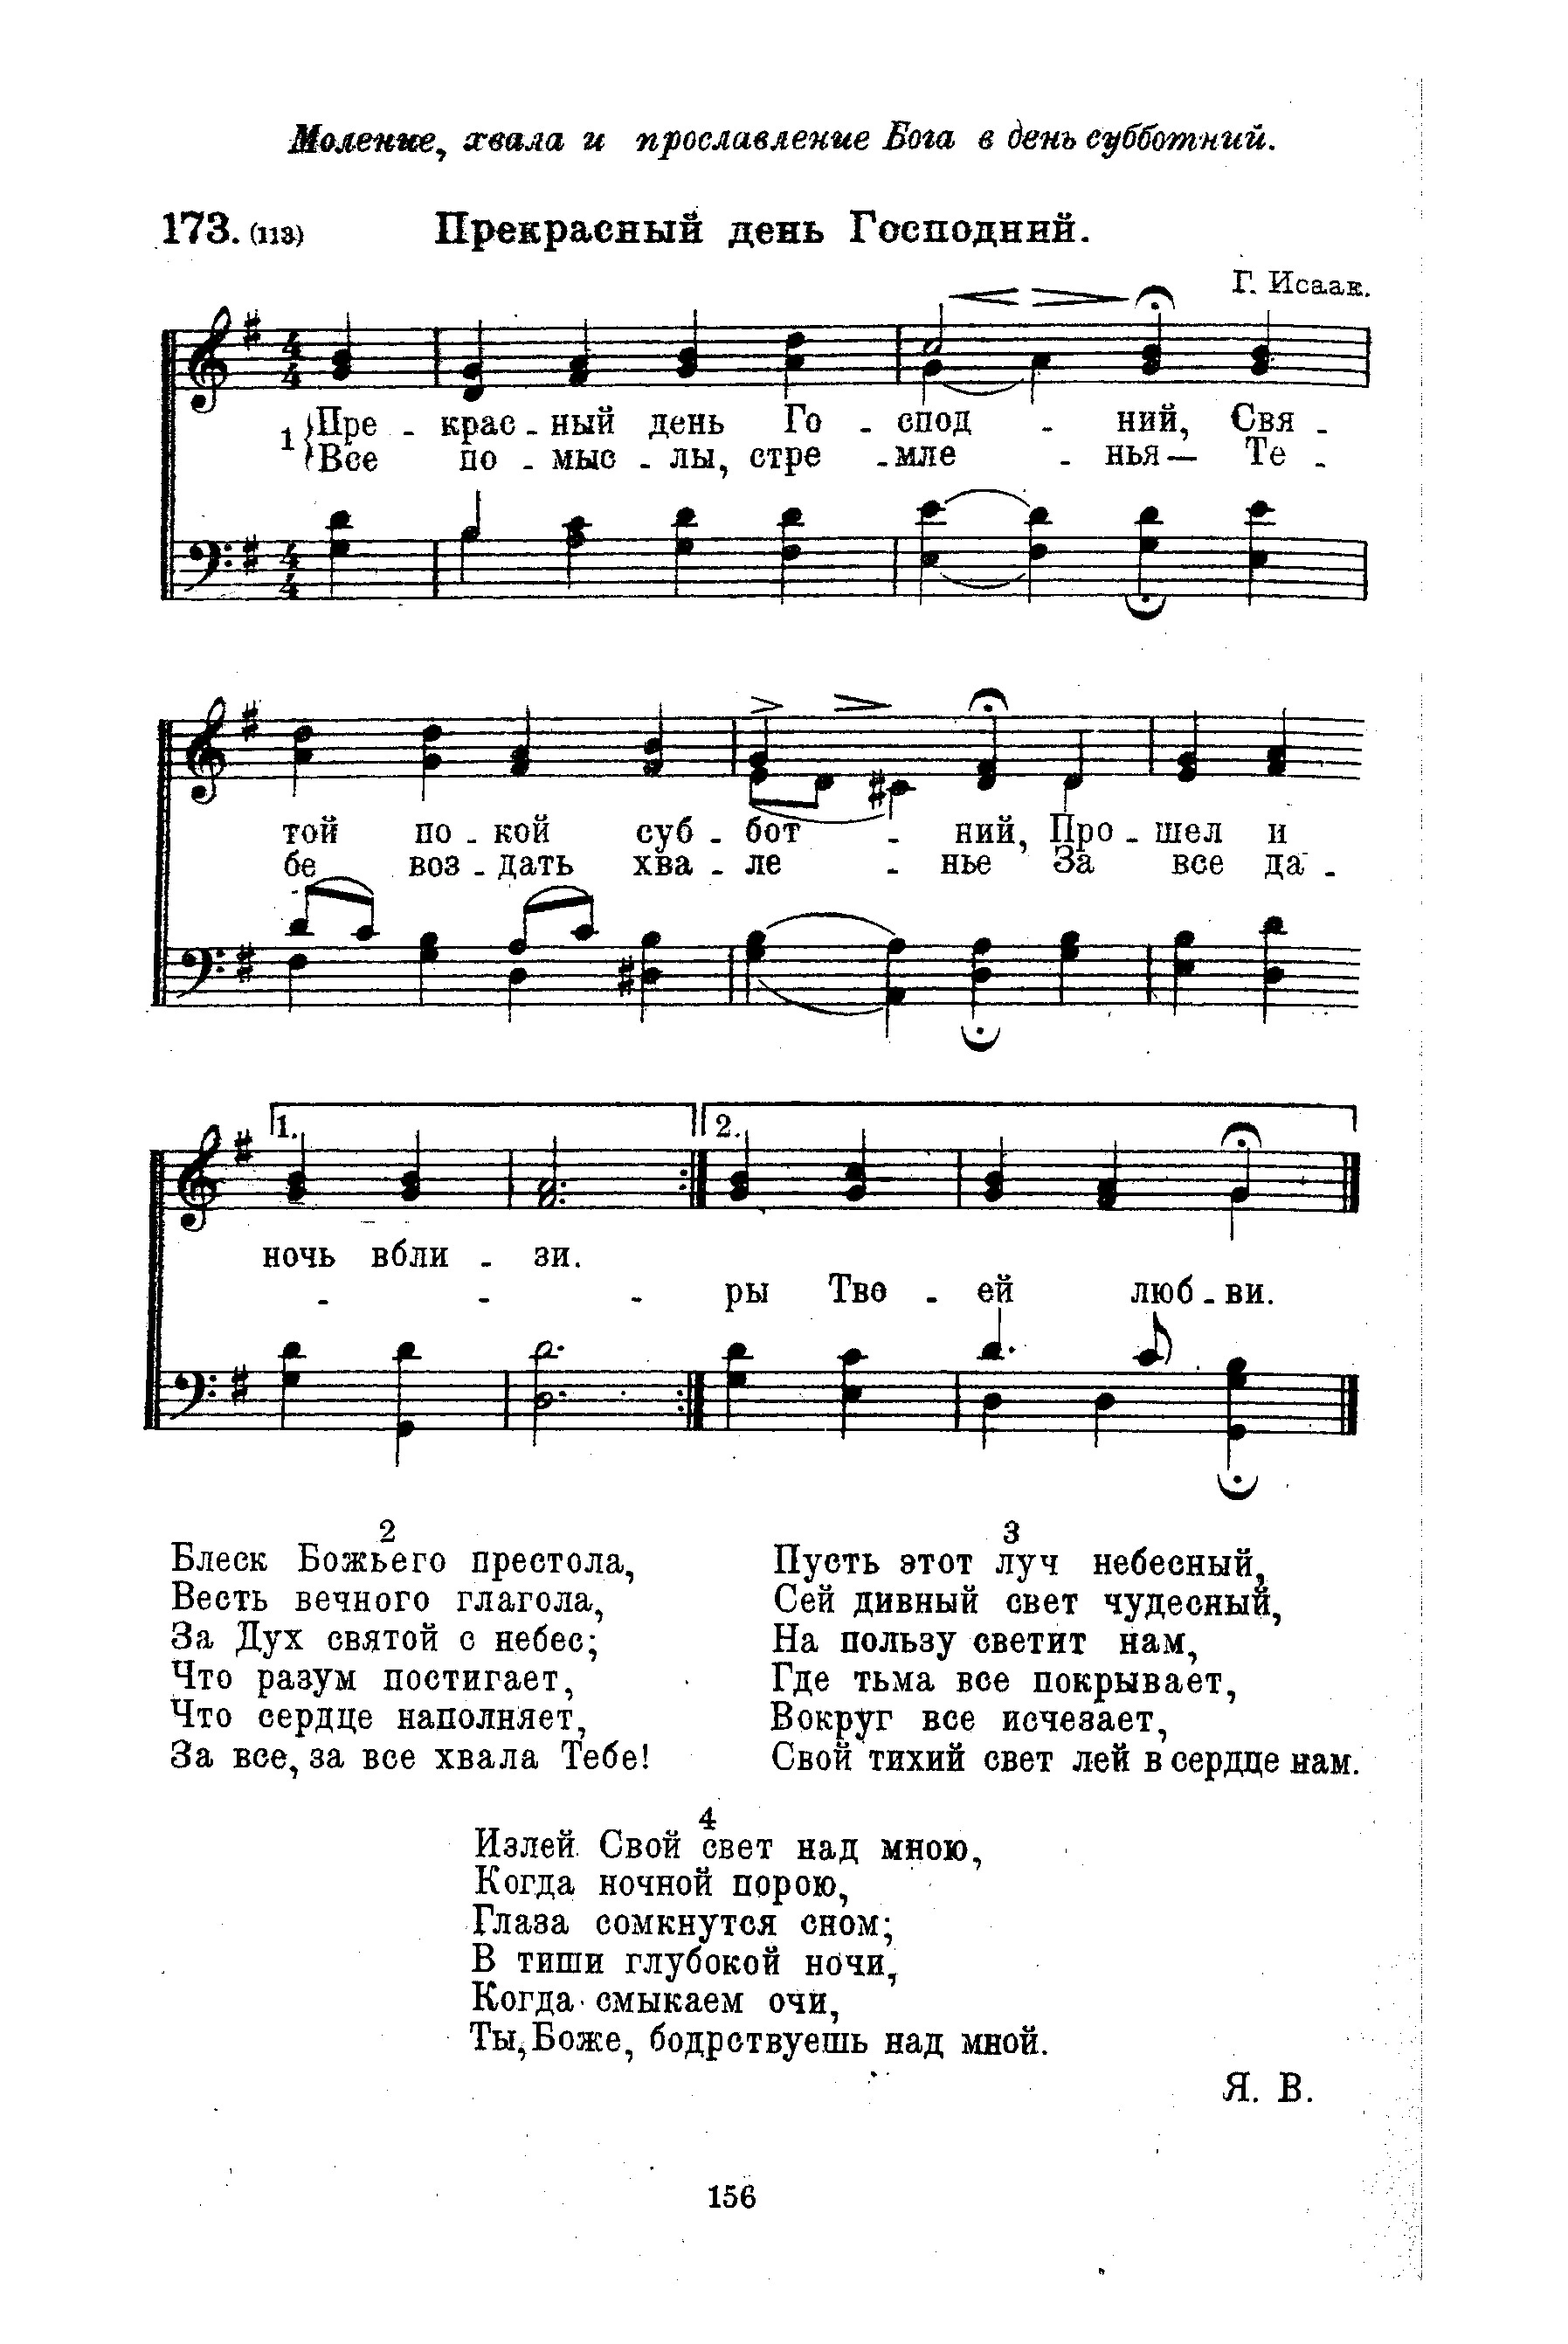 Моление, хвала и прославление Бога в день субботний.
173. (113) Прекрасный день Господний.
Г. Исаак.
4/4
1 Пре - крас - ный день Го - спод - ний, Свя -
Все по - мыс - лы, стре - мле - нья — Те -
4/4
той по - кой суб - бот - ний, Про - шел и
бе воз - дать хва - ле - нье За все да -
1. 2.
ночь вбли - зи.
- - - ры Тво - ей люб - ви.
2
Блеск Божьего престола,
Весть вечного глагола,
За Дух святой с небес;
Что разум постигает,
Что сердце наполняет,
За все, за все хвала Тебе!
3
Пусть этот луч небесный,
Сей дивный свет чудесный,
На пользу светит нам,
Где тьма все покрывает,
Вокруг все исчезает,
Свой тихий свет лей в сердце нам.
4
Излей Свой свет над мною,
Когда ночной порою,
Глаза сомкнутся сном;
В тиши глубокой ночи,
Когда смыкаем очи,
Ты, Боже, бодрствуешь над мной.
Я. В.
156